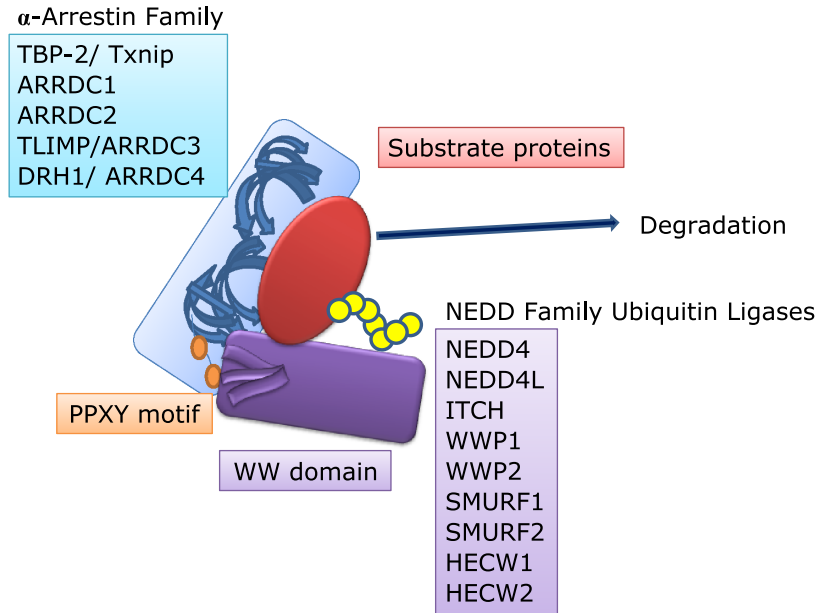 α-Arrestin Family
TBP-2/ Txnip
ARRDC1
ARRDC2
TLIMP/ARRDC3
DRH1/ ARRDC4
Substrate proteins
Degradation
NEDD Family Ubiquitin Ligases
NEDD4
NEDD4L
ITCH
WWP1
WWP2
SMURF1
SMURF2
HECW1
HECW2
PPXY motif
WW domain